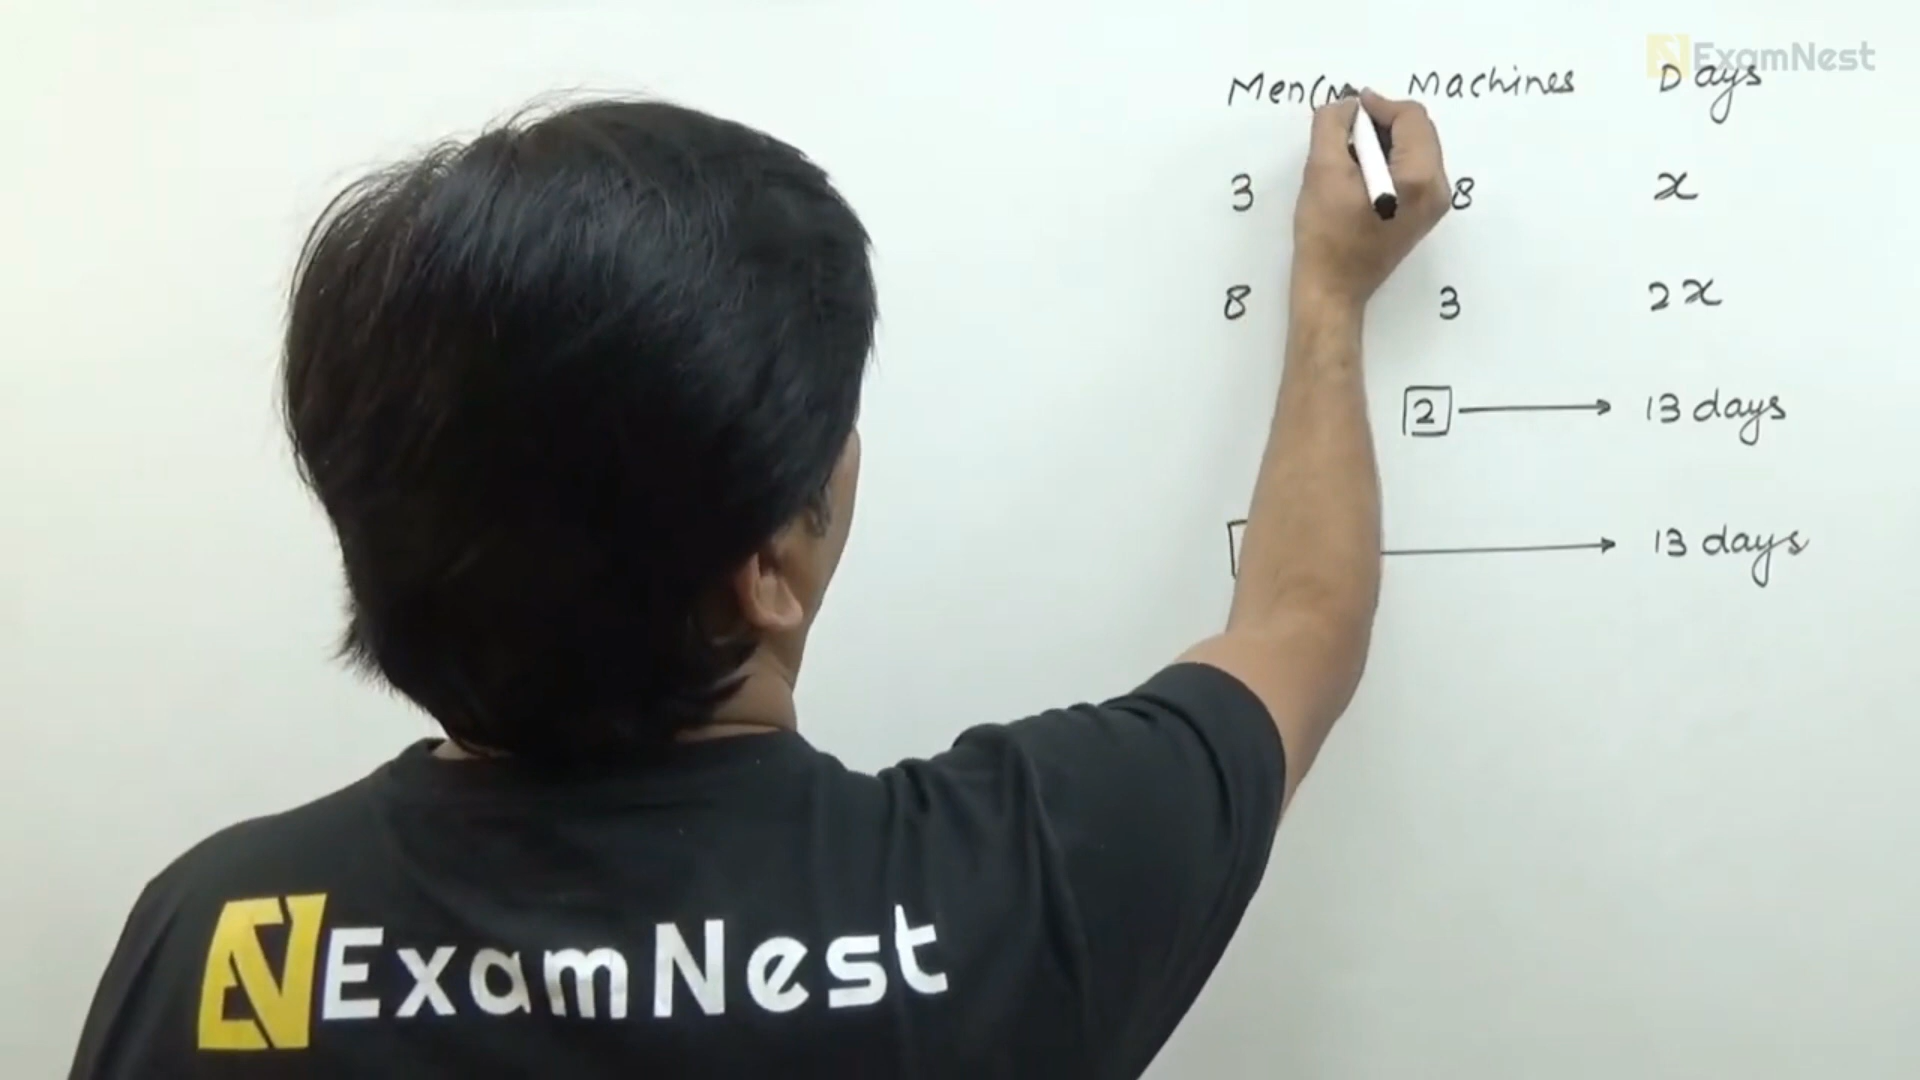 ExamNest
Men(M Machines Days
3 8 x
8 3 2x
2 13 days
13 days
ExamNest